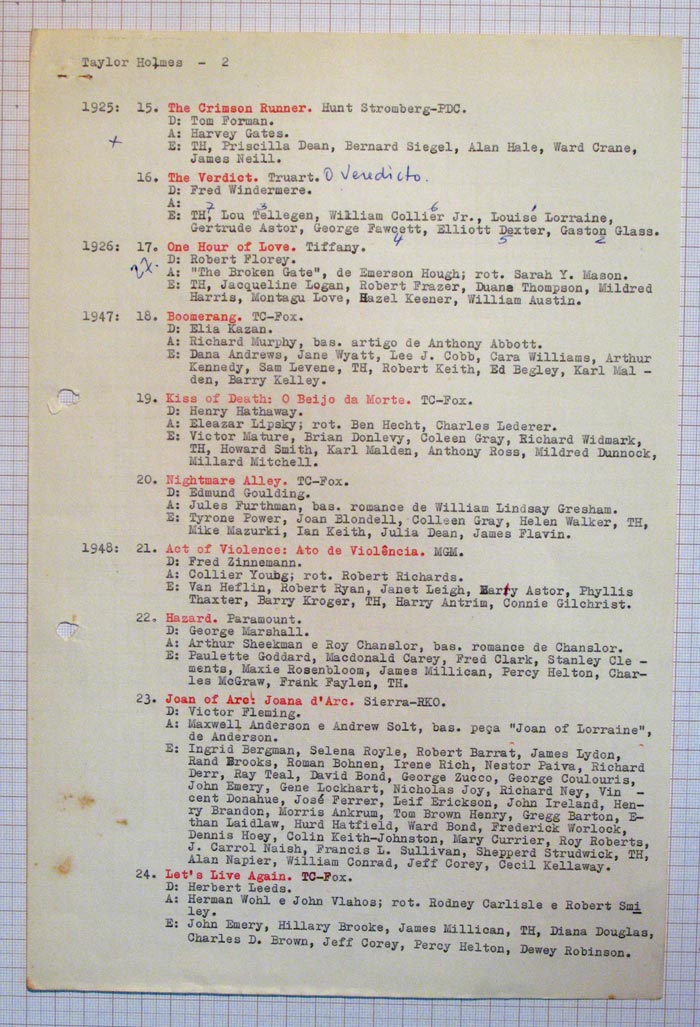 Taylor Holmes - 2
1925: 15. The Crimson Runner. Hunt Stromberg-PDC.
D: Tom Forman.
+ A: Harvey Gates.
E: TH, Priscilla Dean, Bernard Siegel, Alan Hale, Ward Crane,
James Neill.
16. The Verdict. Truart. O Veredicto.
D: Fred Windermere.
A:
7 3 6 1
E: TH, Lou Tellegen, William Collier Jr., Louise Lorraine,
Gertrude Astor, George Fawcett, Elliott Dexter, Gaston Glass.
4 5 2
1926: 17. One Hour of Love. Tiffany.
D: Robert Florey.
2x. A: "The Broken Gate", de Emerson Hough; rot. Sarah Y. Mason.
E: TH, Jacqueline Logan, Robert Frazer, Duane Thompson, Mildred
Harris, Montagu Love, Hazel Keener, William Austin.
1947: 18. Boomerang. TC-Fox.
D: Elia Kazan.
A: Richard Murphy, bas. artigo de Anthony Abbott.
E: Dana Andrews, Jane Wyatt, Lee J. Cobb, Cara Williams, Arthur
Kennedy, Sam Levene, TH, Robert Keith, Ed Begley, Karl Mal -
den, Barry Kelley.
19. Kiss of Death: O Beijo da Morte. TC-Fox.
D: Henry Hathaway.
A: Eleazar Lipsky; rot. Ben Hecht, Charles Lederer.
E: Victor Mature, Brian Donlevy, Coleen Gray, Richard Widmark,
TH, Howard Smith, Karl Malden, Anthony Ross, Mildred Dunnock,
Millard Mitchell.
20. Nightmare Alley. TC-Fox.
D: Edmund Goulding.
A: Jules Furthman, bas. romance de William Lindsay Gresham.
E: Tyrone Power, Joan Blondell, Colleen Gray, Helen Walker, TH,
Mike Mazurki, Ian Keith, Julia Dean, James Flavin.
1948: 21. Act of Violence: Ato de Violência. MGM.
D: Fred Zinnemann.
A: Collier Young; rot. Robert Richards.
E: Van Heflin, Robert Ryan, Janet Leigh, Marty Astor, Phyllis
Thaxter, Barry Kroger, TH, Harry Antrim, Connie Gilchrist.
22. Hazard. Paramount.
D: George Marshall.
A: Arthur Sheekman e Roy Chanslor, bas. romance de Chanslor.
E: Paulette Goddard, Macdonald Carey, Fred Clark, Stanley Cle -
ments, Maxie Rosenbloom, James Millican, Percy Helton, Char-
les McGraw, Frank Faylen, TH.
23. Joan of Arc: Joana d'Arc. Sierra-RKO.
D: Victor Fleming.
A: Maxwell Anderson e Andrew Solt, bas. peça "Joan of Lorraine",
de Anderson.
E: Ingrid Bergman, Selena Royle, Robert Barrat, James Lydon,
Rand Brooks, Roman Bohnen, Irene Rich, Nestor Paiva, Richard
Derr, Ray Teal, David Bond, George Zucco, George Coulouris,
John Emery, Gene Lockhart, Nicholas Joy, Richard Ney, Vin -
cent Donahue, José Ferrer, Leif Erickson, John Ireland, Hen-
ry Brandon, Morris Ankrum, Tom Brown Henry, Gregg Barton, E-
than Laidlaw, Hurd Hatfield, Ward Bond, Frederick Worlock,
Dennis Hoey, Colin Keith-Johnston, Mary Currier, Roy Roberts,
J. Carrol Naish, Francis L. Sullivan, Shepperd Strudwick, TH,
Alan Napier, William Conrad, Jeff Corey, Cecil Kellaway.
24. Let's Live Again. TC-Fox.
D: Herbert Leeds.
A: Herman Wohl e John Vlahos; rot. Rodney Carlisle e Robert Smi
ley.
E: John Emery, Hillary Brooke, James Millican, TH, Diana Douglas,
Charles D. Brown, Jeff Corey, Percy Helton, Dewey Robinson.